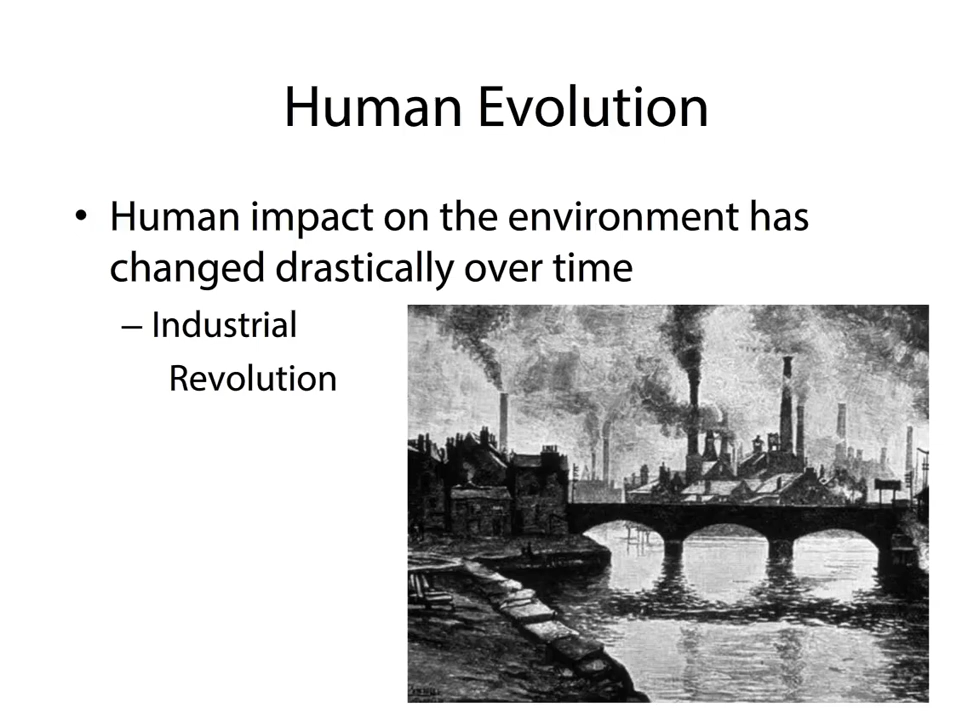 Human Evolution
• Human impact on the environment has
changed drastically over time
– Industrial
Revolution